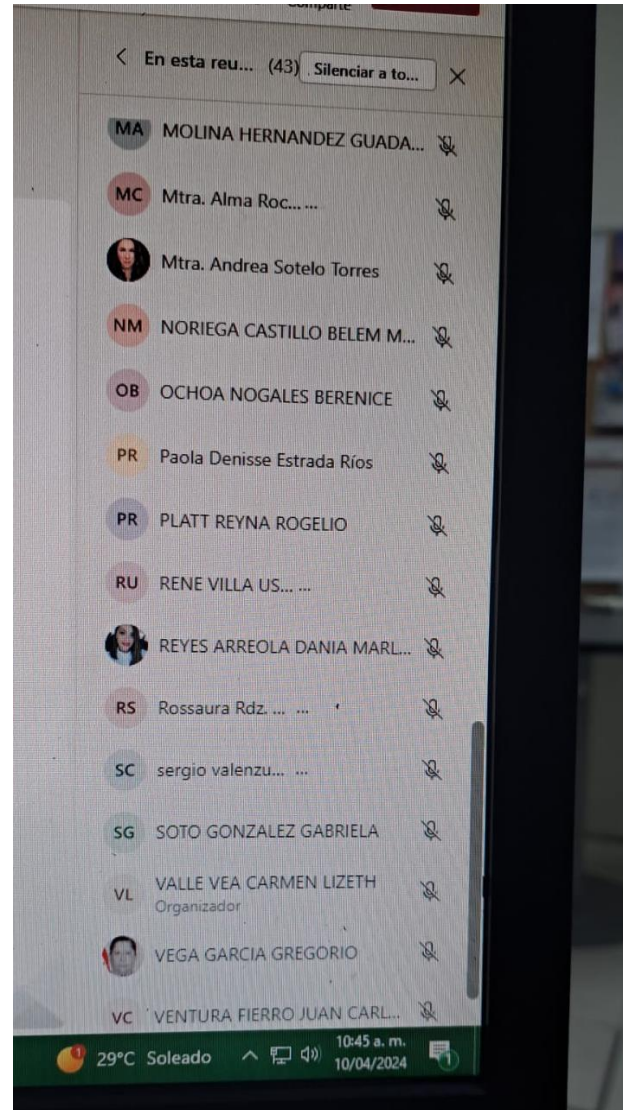 Comparte
En esta reu... (43) Silenciar a to...
MA MOLINA HERNANDEZ GUADA...
MC Mtra. Alma Roc... ...
Mtra. Andrea Sotelo Torres
NM NORIEGA CASTILLO BELEM M...
OB OCHOA NOGALES BERENICE
PR Paola Denisse Estrada Ríos
PR PLATT REYNA ROGELIO
RU RENE VILLA US... ...
REYES ARREOLA DANIA MARL...
RS Rossaura Rdz. ... ...
SC sergio valenzu... ...
SG SOTO GONZALEZ GABRIELA
VL VALLE VEA CARMEN LIZETH
Organizador
VEGA GARCIA GREGORIO
VC VENTURA FIERRO JUAN CARL...
1 29°C Soleado 10:45 a. m.
10/04/2024 1